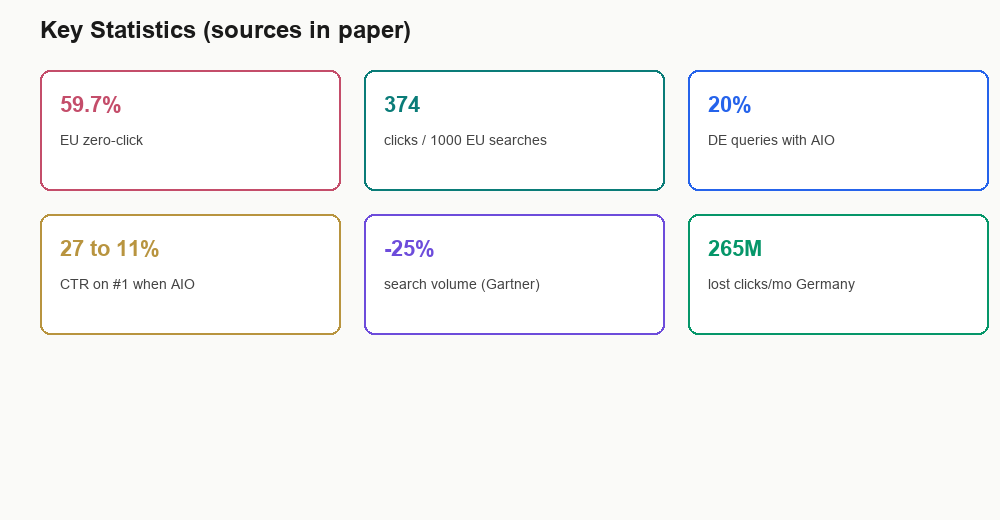 Key Statistics (sources in paper)
59.7%
EU zero-click
374
clicks / 1000 EU searches
20%
DE queries with AIO
27 to 11%
CTR on #1 when AIO
-25%
search volume (Gartner)
265M
lost clicks/mo Germany